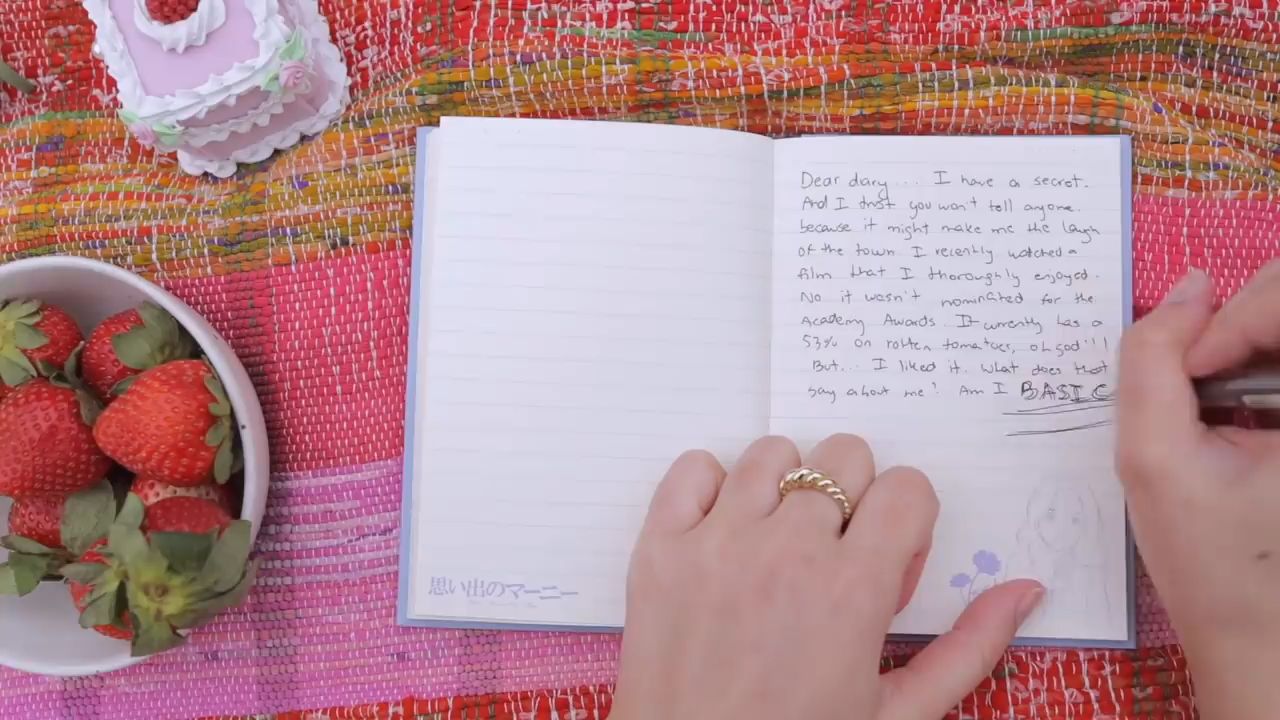 Dear diary... I have a secret.
And I trust you won't tell anyone.
because it might make me the laugh
of the town. I recently watched a
film that I thoroughly enjoyed.
No it wasn't nominated for the
Academy Awards. It currently has a
53% on rotten tomatoes, oh god!!!
But... I liked it. What does that
say about me? Am I BASIC
思い出のマーニー